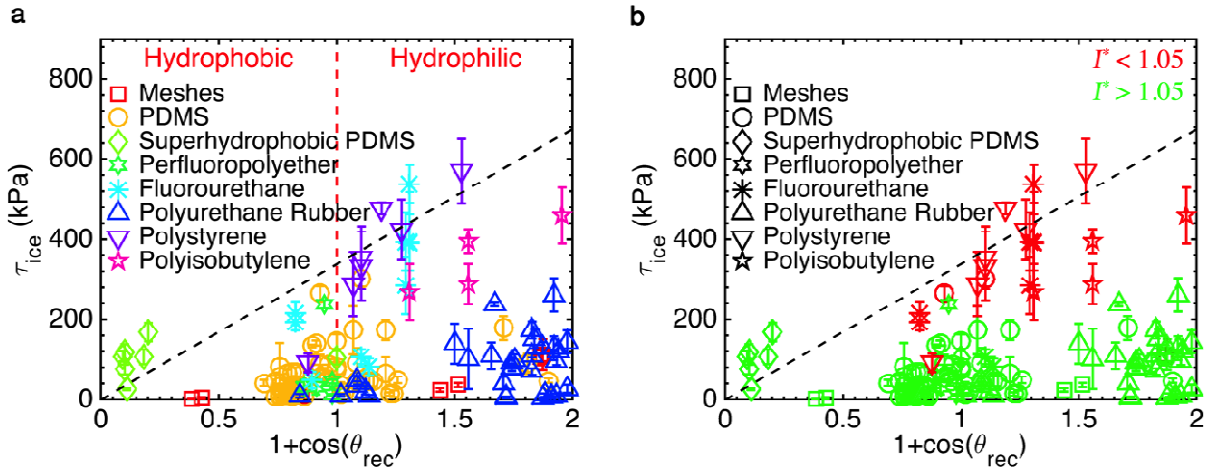 a
Hydrophobic Hydrophilic
Meshes
PDMS
Superhydrophobic PDMS
Perfluoropolyether
Fluorourethane
Polyurethane Rubber
Polystyrene
Polyisobutylene
τice (kPa)
800
600
400
200
0
0 0.5 1 1.5 2
1+cos(θrec)
b
I* < 1.05
I* > 1.05
Meshes
PDMS
Superhydrophobic PDMS
Perfluoropolyether
Fluorourethane
Polyurethane Rubber
Polystyrene
Polyisobutylene
τice (kPa)
800
600
400
200
0
0 0.5 1 1.5 2
1+cos(θrec)